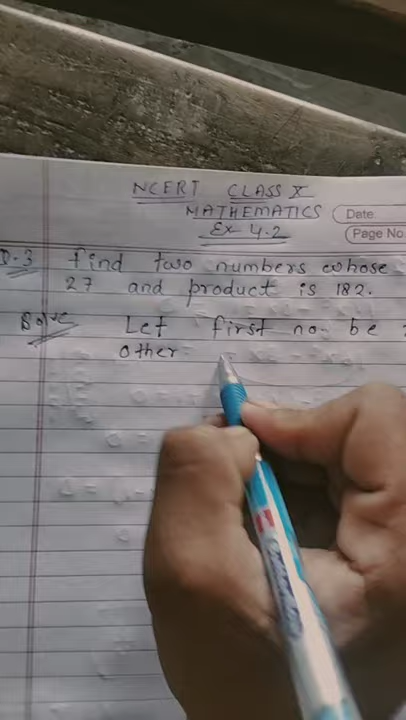 NCERT CLASS X
MATHEMATICS
Date.
Ex 4.2
Page No.
Q.3 find two numbers whose
27 and product is 182.
Solve Let first no. be
other